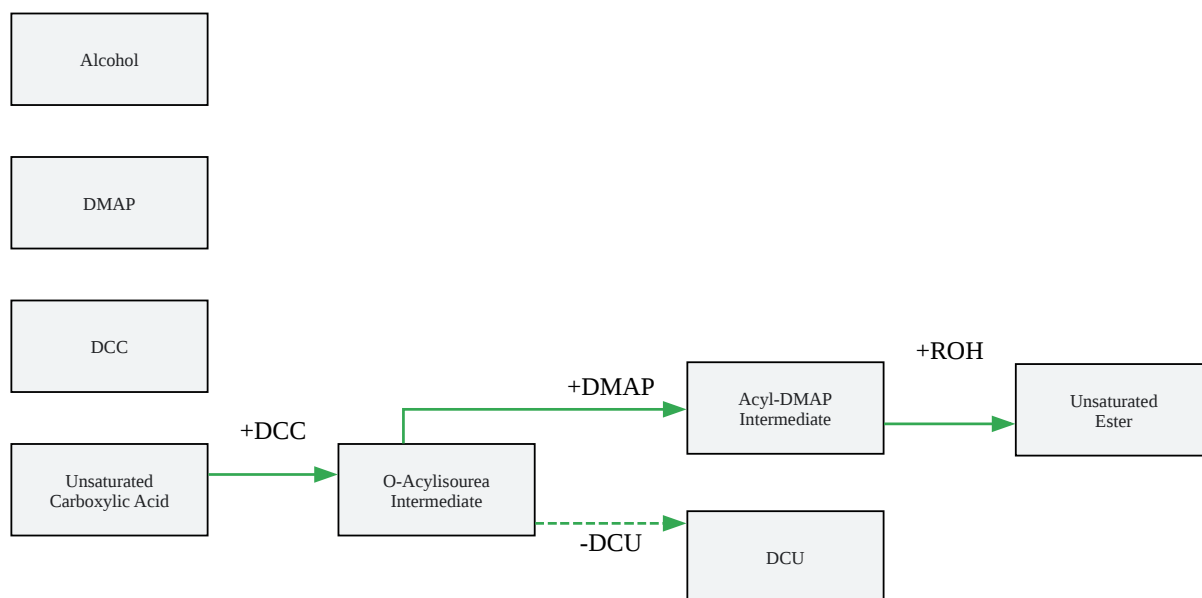 Alcohol
DMAP
DCC
+ROH
+DMAP
Acyl-DMAP
Intermediate
Unsaturated
Ester
+DCC
Unsaturated
Carboxylic Acid
O-Acylisourea
Intermediate
-DCU
DCU